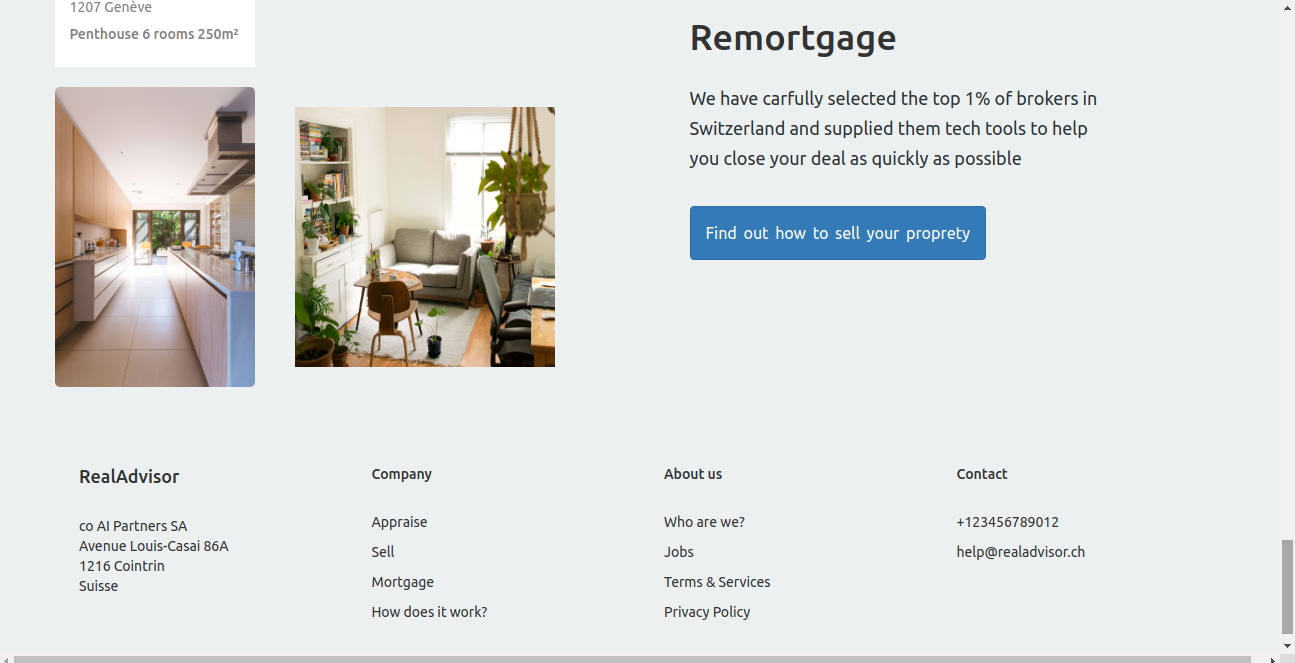 1207 Genève
Penthouse 6 rooms 250m²
Remortgage
We have carfully selected the top 1% of brokers in
Switzerland and supplied them tech tools to help
you close your deal as quickly as possible
Find out how to sell your proprety
RealAdvisor
co AI Partners SA
Avenue Louis-Casai 86A
1216 Cointrin
Suisse
Company
Appraise
Sell
Mortgage
How does it work?
About us
Who are we?
Jobs
Terms & Services
Privacy Policy
Contact
+123456789012
help@realadvisor.ch